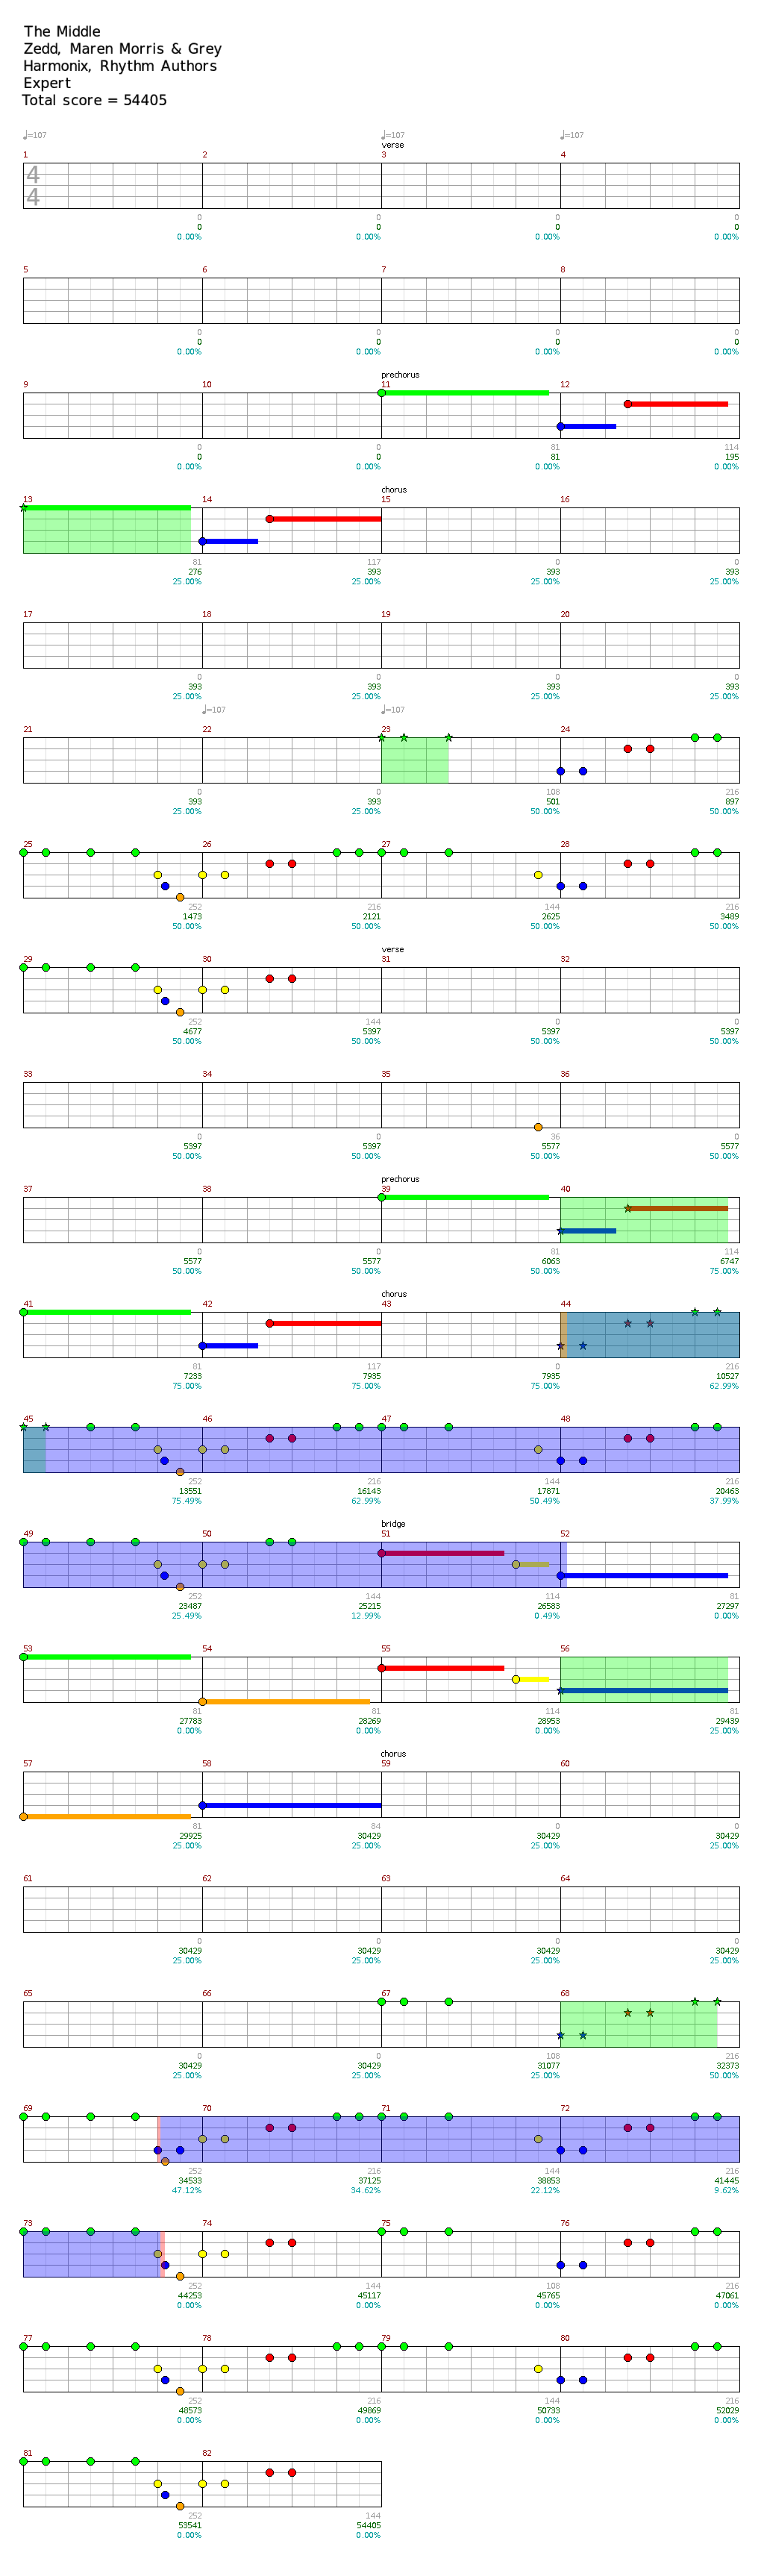 The Middle
Zedd, Maren Morris & Grey
Harmonix, Rhythm Authors
Expert
Total score = 54405
♩=107 ♩=107 ♩=107
verse
1 2 3 4
4
4
0 0 0 0
0 0 0 0
0.00% 0.00% 0.00% 0.00%
5 6 7 8
0 0 0 0
0 0 0 0
0.00% 0.00% 0.00% 0.00%
prechorus
9 10 11 12
0 0 81 114
0 0 81 195
0.00% 0.00% 0.00% 0.00%
chorus
13 14 15 16
81 117 0 0
276 393 393 393
25.00% 25.00% 25.00% 25.00%
17 18 19 20
0 0 0 0
393 393 393 393
25.00% 25.00% 25.00% 25.00%
♩=107 ♩=107
21 22 23 24
0 0 108 216
393 393 501 897
25.00% 25.00% 50.00% 50.00%
25 26 27 28
252 216 144 216
1473 2121 2625 3489
50.00% 50.00% 50.00% 50.00%
verse
29 30 31 32
252 144 0 0
4677 5397 5397 5397
50.00% 50.00% 50.00% 50.00%
33 34 35 36
0 0 36 0
5397 5397 5577 5577
50.00% 50.00% 50.00% 50.00%
prechorus
37 38 39 40
0 0 81 114
5577 5577 6063 6747
50.00% 50.00% 50.00% 75.00%
chorus
41 42 43 44
81 117 0 216
7233 7935 7935 10527
75.00% 75.00% 75.00% 62.99%
45 46 47 48
252 216 144 216
13551 16143 17871 20463
75.49% 62.99% 50.49% 37.99%
bridge
49 50 51 52
252 144 114 81
23487 25215 26583 27297
25.49% 12.99% 0.49% 0.00%
53 54 55 56
81 81 114 81
27783 28269 28953 29439
0.00% 0.00% 0.00% 25.00%
chorus
57 58 59 60
81 84 0 0
29925 30429 30429 30429
25.00% 25.00% 25.00% 25.00%
61 62 63 64
0 0 0 0
30429 30429 30429 30429
25.00% 25.00% 25.00% 25.00%
65 66 67 68
0 0 108 216
30429 30429 31077 32373
25.00% 25.00% 25.00% 50.00%
69 70 71 72
252 216 144 216
34533 37125 38853 41445
47.12% 34.62% 22.12% 9.62%
73 74 75 76
252 144 108 216
44253 45117 45765 47061
0.00% 0.00% 0.00% 0.00%
77 78 79 80
252 216 144 216
48573 49869 50733 52029
0.00% 0.00% 0.00% 0.00%
81 82
252 144
53541 54405
0.00% 0.00%